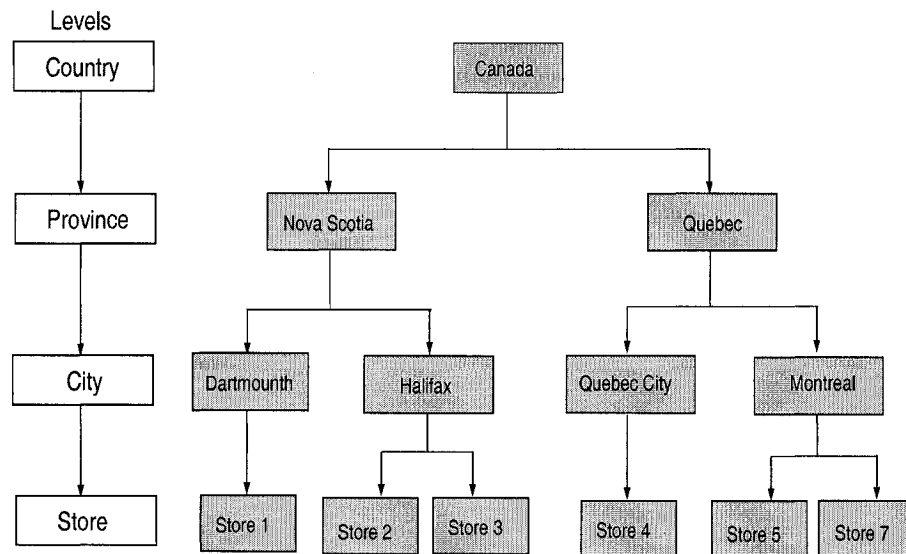 Levels
Country
Canada
Province
Nova Scotia
Quebec
City
Dartmounth
Halifax
Quebec City
Montreal
Store
Store 1
Store 2
Store 3
Store 4
Store 5
Store 7